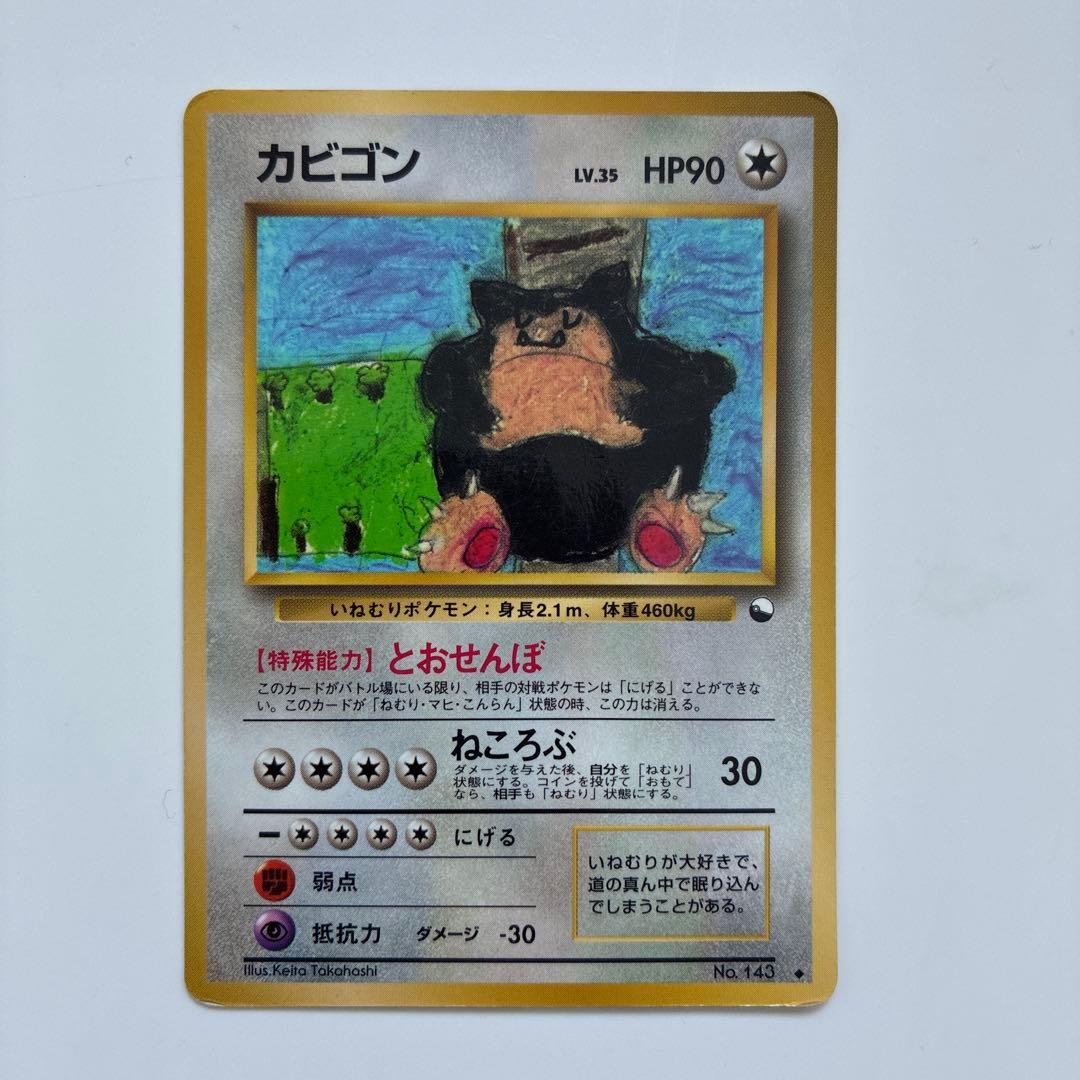 カビゴン LV.35 HP90
いねむりポケモン：身長2.1m、体重460kg
【特殊能力】とおせんぼ
このカードがバトル場にいる限り、相手の対戦ポケモンは「にげる」ことができな
い。このカードが「ねむり・マヒ・こんらん」状態の時、この力は消える。
ねころぶ
ダメージを与えた後、自分を「ねむり」
状態にする。コインを投げて「おもて」
なら、相手も「ねむり」状態にする。
30
ー にげる
弱点
抵抗力 ダメージ -30
いねむりが大好きで、
道の真ん中で眠り込ん
でしまうことがある。
Illus.Keita Takahashi
No. 143 ◆